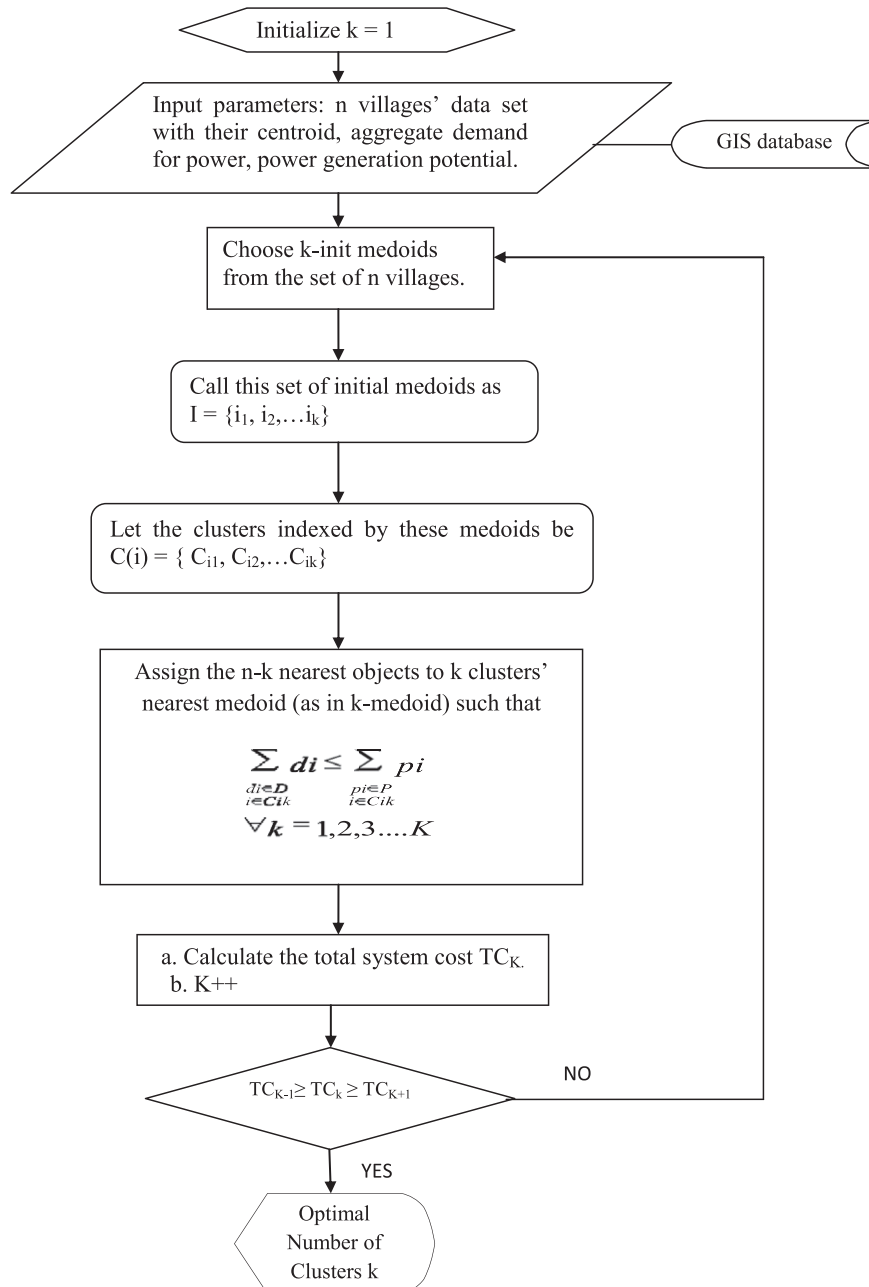 Initialize k = 1
Input parameters: n villages’ data set
with their centroid, aggregate demand
for power, power generation potential.
GIS database
Choose k-init medoids
from the set of n villages.
Call this set of initial medoids as
I = {i₁, i₂,…iₖ}
Let the clusters indexed by these medoids be
C(i) = { Cᵢ₁, Cᵢ₂,…Cᵢₖ}
Assign the n-k nearest objects to k clusters’
nearest medoid (as in k-medoid) such that
∑ di ≤ ∑ pi
di∈D pi∈P
i∈Cik i∈Cik
∀k = 1,2,3....K
a. Calculate the total system cost TC_K.
b. K++
TC_K-1 ≥ TC_k ≥ TC_K+1
NO
YES
Optimal
Number of
Clusters k